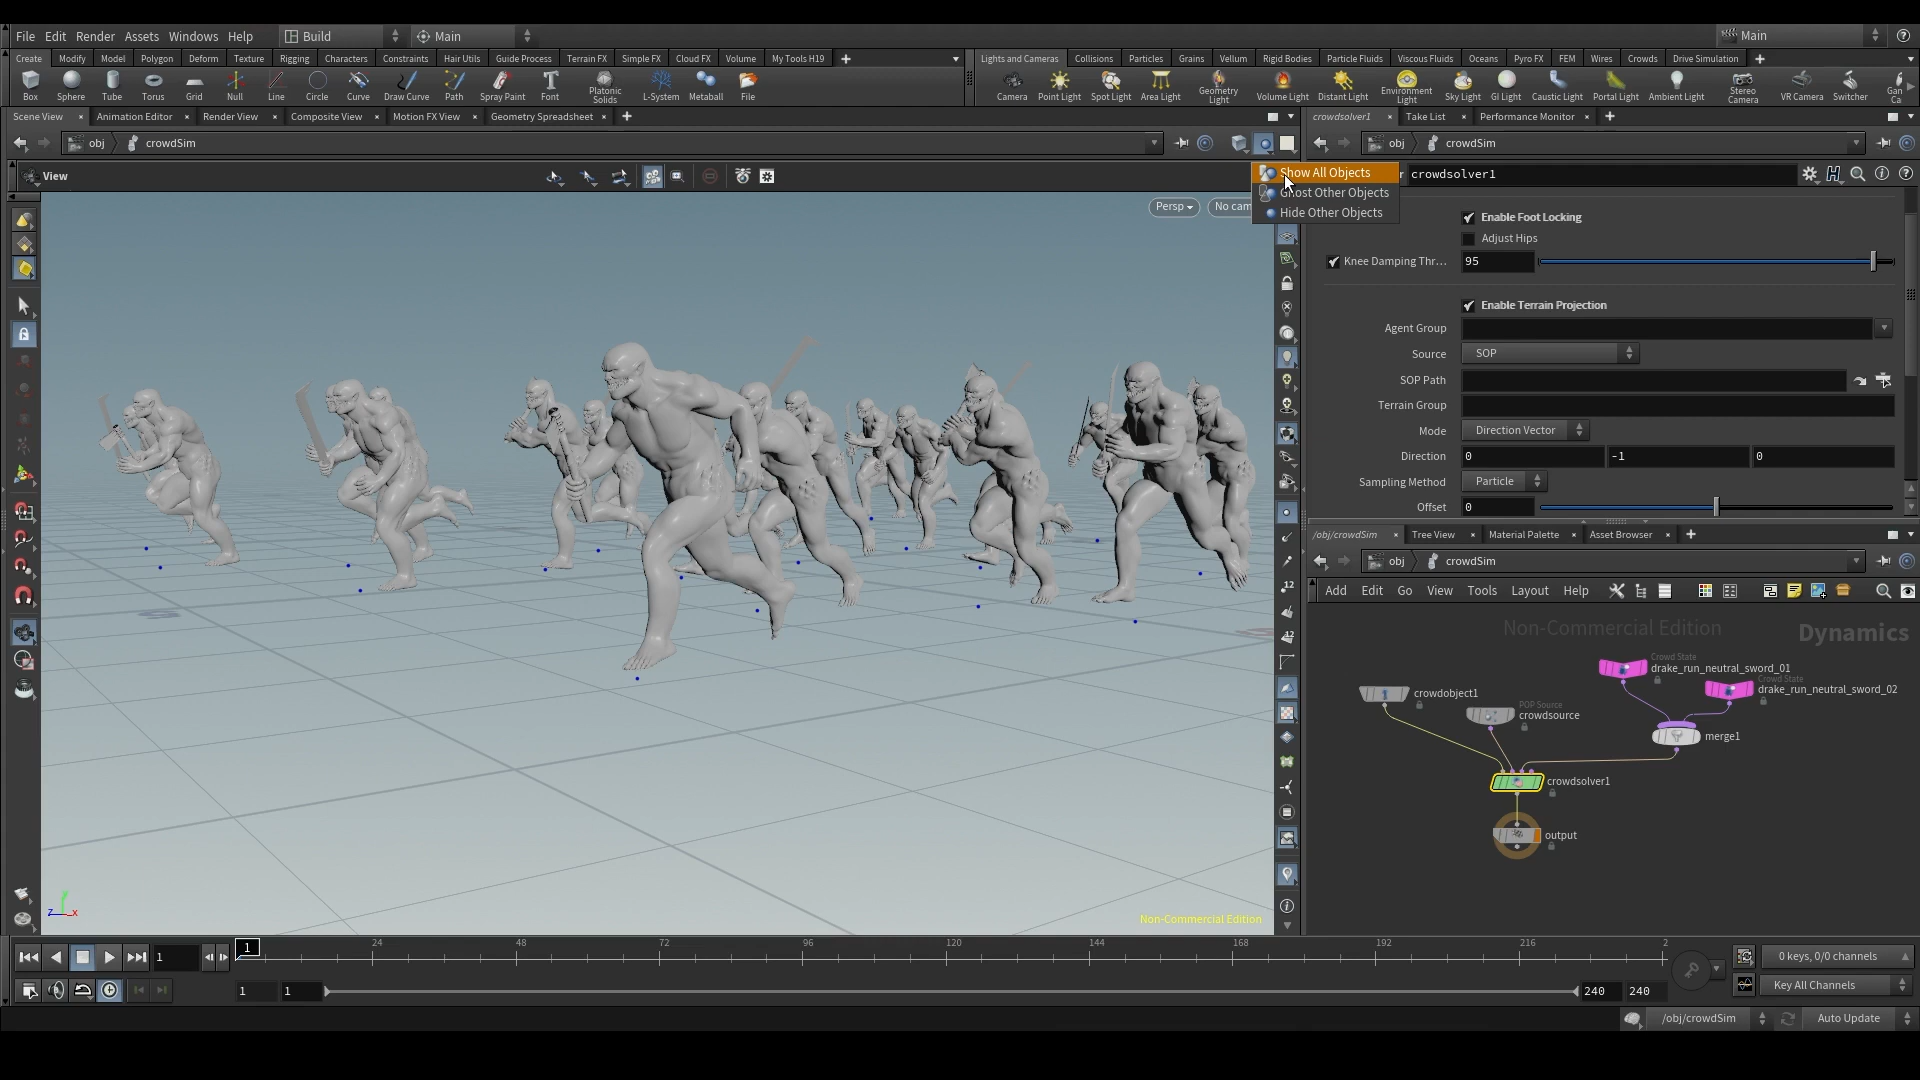 File Edit Render Assets Windows Help Build Main Main
Create Modify Model Polygon Deform Texture Rigging Characters Constraints Hair Utils Guide Process Terrain FX Simple FX Cloud FX Volume My Tools H19
Lights and Cameras Collisions Particles Grains Vellum Rigid Bodies Particle Fluids Viscous Fluids Oceans Pyro FX FEM Wires Crowds Drive Simulation
Box Sphere Tube Torus Grid Null Line Circle Curve Draw Curve Path Spray Paint Font Platonic Solids L-System Metaball File
Camera Point Light Spot Light Area Light Geometry Light Volume Light Distant Light Environment Light Sky Light GI Light Caustic Light Portal Light Ambient Light Stereo Camera VR Camera Switcher Gan Ca
Scene View Animation Editor Render View Composite View Motion FX View Geometry Spreadsheet
crowdsolver1 Take List Performance Monitor
obj crowdSim
obj crowdSim
View
Persp No cam
Show All Objects
Ghost Other Objects
Hide Other Objects
r crowdsolver1
Enable Foot Locking
Adjust Hips
Knee Damping Thr... 95
Enable Terrain Projection
Agent Group
Source SOP
SOP Path
Terrain Group
Mode Direction Vector
Direction 0 -1 0
Sampling Method Particle
Offset 0
12
12
/obj/crowdSim Tree View Material Palette Asset Browser
obj crowdSim
Add Edit Go View Tools Layout Help
Non-Commercial Edition Dynamics
Crowd State
drake_run_neutral_sword_01
Crowd State
drake_run_neutral_sword_02
crowdobject1
POP Source
crowdsource
merge1
crowdsolver1
output
z x y
Non-Commercial Edition
1 1 24 48 72 96 120 144 168 192 216 2
0 keys, 0/0 channels
1 1 240 240
Key All Channels
/obj/crowdSim Auto Update